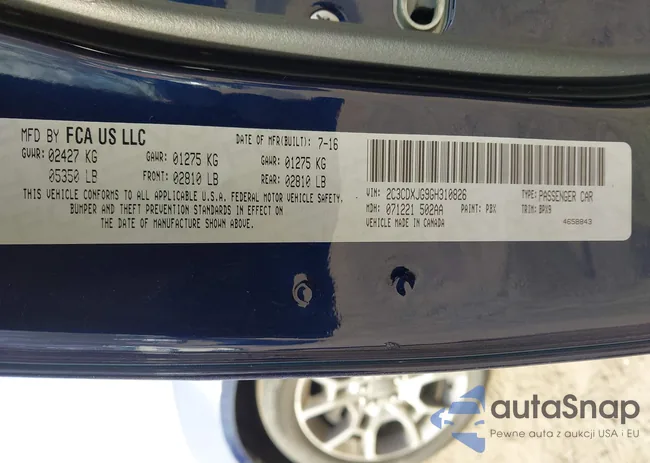 MFD BY FCA US LLC DATE OF MFR(BUILT): 7-16
GVWR: 02427 KG GAWR: 01275 KG GAWR: 01275 KG
05350 LB FRONT: 02810 LB REAR: 02810 LB
THIS VEHICLE CONFORMS TO ALL APPLICABLE U.S.A. FEDERAL MOTOR VEHICLE SAFETY,
BUMPER AND THEFT PREVENTION STANDARDS IN EFFECT ON
THE DATE OF MANUFACTURE SHOWN ABOVE.
VIN: 2C3CDXJG9GH310826 TYPE: PASSENGER CAR
MDH: 071221 502AA PAINT: PBX TRIM: BPX9
VEHICLE MADE IN CANADA 4658843
autaSnap
Pewne auta z aukcji USA i EU